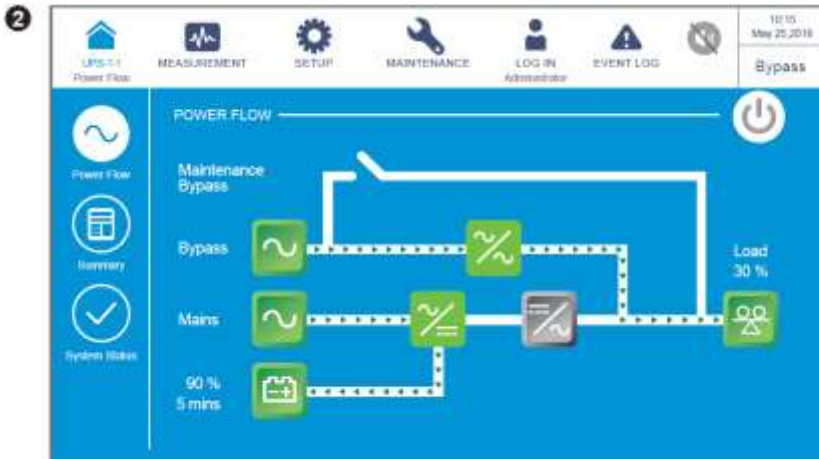 2
UPS-1-1
Power Flow
MEASUREMENT
SETUP
MAINTENANCE
LOG IN
Administrator
EVENT LOG
10:15
May 25,2018
Bypass
POWER FLOW
Power Flow
Summary
System Status
Maintenance
Bypass
Bypass
Mains
90 %
5 mins
Load
30 %